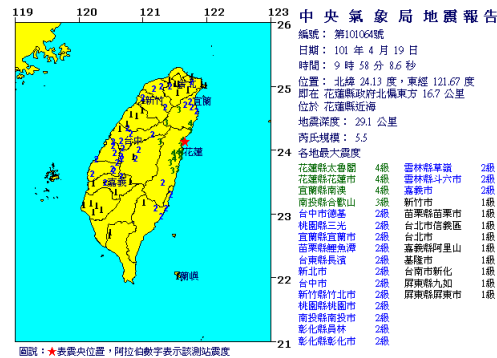 中央氣象局地震報告
編號： 第101064號
日期： 101 年 4 月 19 日
時間： 9 時 58 分 8.6 秒
位置： 北緯 24.13 度，東經 121.67 度
即在 花蓮縣政府北偏東方 16.7 公里
位於 花蓮縣近海
地震深度： 29.1 公里
芮氏規模： 5.5
各地最大震度
花蓮縣太魯閣 4級
花蓮縣花蓮市 4級
宜蘭縣南澳 4級
南投縣合歡山 3級
台中市德基 2級
桃園縣三光 2級
宜蘭縣宜蘭市 2級
苗栗縣鯉魚潭 2級
台東縣長濱 2級
新北市 2級
台中市 2級
新竹縣竹北市 2級
桃園縣桃園市 2級
南投縣南投市 2級
彰化縣員林 2級
彰化縣彰化市 2級
雲林縣草嶺 2級
雲林縣斗六市 2級
嘉義市 2級
新竹市 1級
苗栗縣苗栗市 1級
台北市信義區 1級
台北市 1級
嘉義縣阿里山 1級
基隆市 1級
台南市新化 1級
屏東縣九如 1級
屏東縣屏東市 1級
119 120 121 122 123
26
25
24
23
22
21
台北
新竹
宜蘭
台中
花蓮
嘉義
蘭嶼
圖說：★表震央位置，阿拉伯數字表示該測站震度